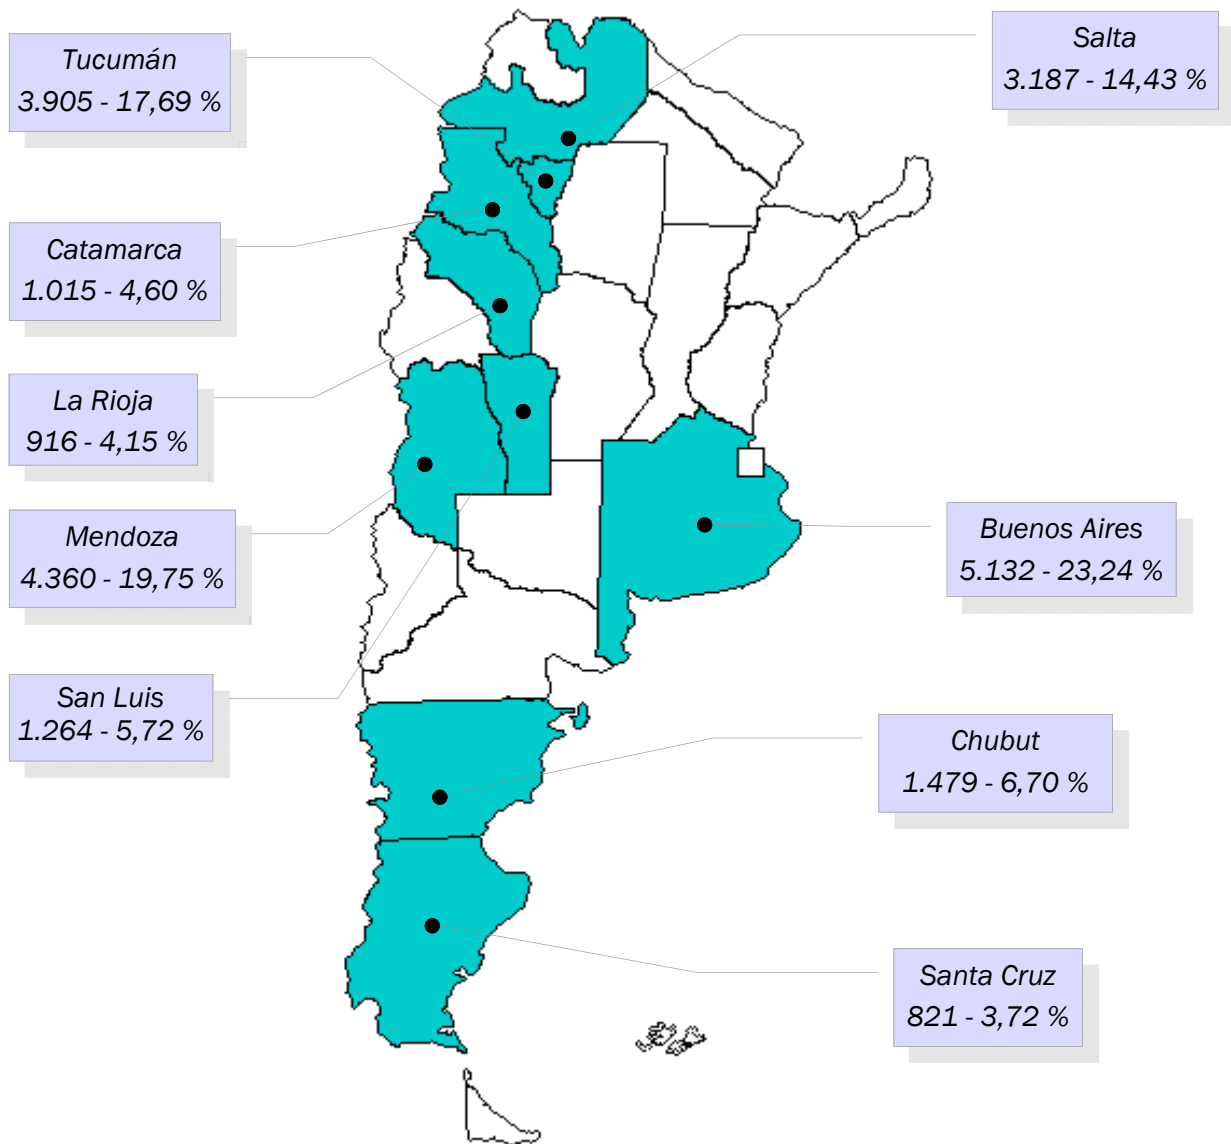 Tucumán
3.905 - 17,69 %
Salta
3.187 - 14,43 %
Catamarca
1.015 - 4,60 %
La Rioja
916 - 4,15 %
Mendoza
4.360 - 19,75 %
Buenos Aires
5.132 - 23,24 %
San Luis
1.264 - 5,72 %
Chubut
1.479 - 6,70 %
Santa Cruz
821 - 3,72 %